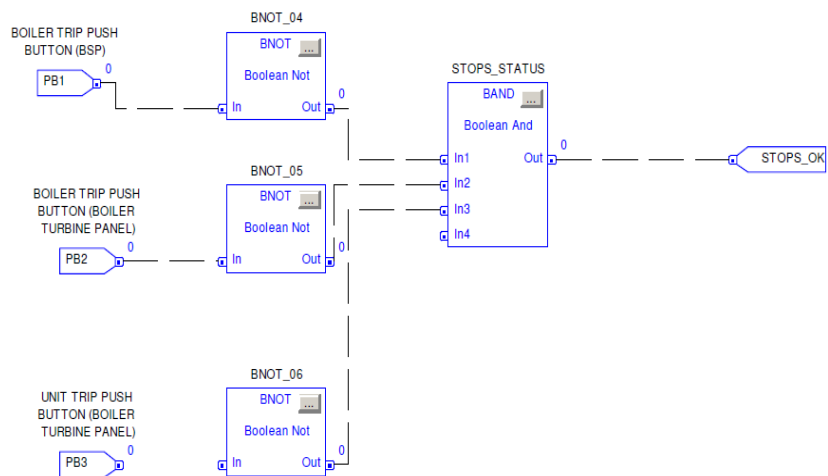 BNOT_04
BOILER TRIP PUSH
BUTTON (BSP)
BNOT ...
0
PB1
Boolean Not
0
In Out
STOPS_STATUS
BAND ...
Boolean And
0
In1 Out
STOPS_OK
In2
In3
In4
BNOT_05
BOILER TRIP PUSH
BUTTON (BOILER
TURBINE PANEL)
BNOT ...
Boolean Not
0
PB2
0
In Out
BNOT_06
UNIT TRIP PUSH
BUTTON (BOILER
TURBINE PANEL)
BNOT ...
Boolean Not
0
PB3
0
In Out